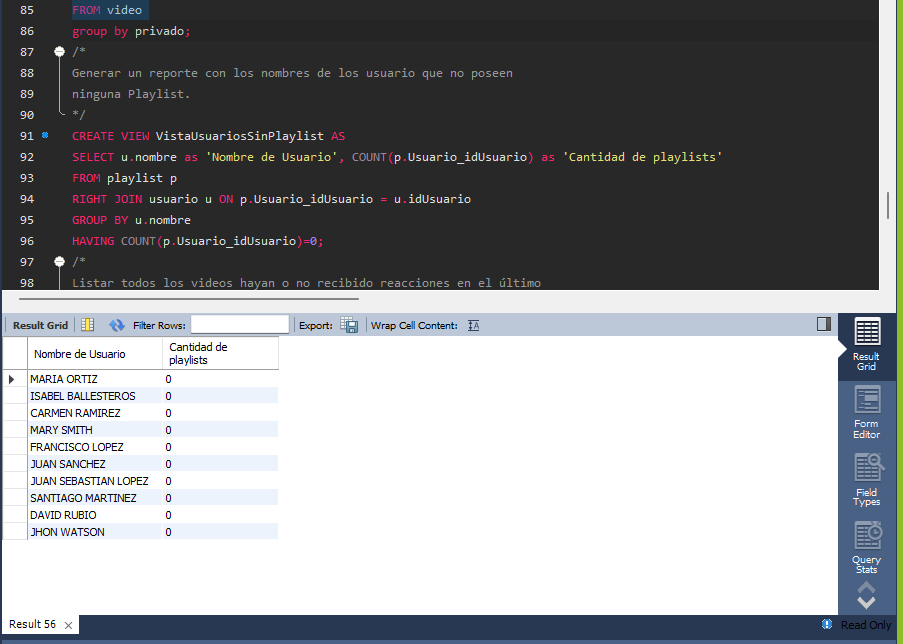 85 FROM video
86 group by privado;
87 /*
88 Generar un reporte con los nombres de los usuario que no poseen
89 ninguna Playlist.
90 */
91 CREATE VIEW VistaUsuariosSinPlaylist AS
92 SELECT u.nombre as 'Nombre de Usuario', COUNT(p.Usuario_idUsuario) as 'Cantidad de playlists'
93 FROM playlist p
94 RIGHT JOIN usuario u ON p.Usuario_idUsuario = u.idUsuario
95 GROUP BY u.nombre
96 HAVING COUNT(p.Usuario_idUsuario)=0;
97 /*
98 Listar todos los videos hayan o no recibido reacciones en el último
Result Grid Filter Rows: Export: Wrap Cell Content: IA
Nombre de Usuario Cantidad de playlists
MARIA ORTIZ 0
ISABEL BALLESTEROS 0
CARMEN RAMIREZ 0
MARY SMITH 0
FRANCISCO LOPEZ 0
JUAN SANCHEZ 0
JUAN SEBASTIAN LOPEZ 0
SANTIAGO MARTINEZ 0
DAVID RUBIO 0
JHON WATSON 0
Result
Grid
Form
Editor
Field
Types
Query
Stats
Result 56
Read Only